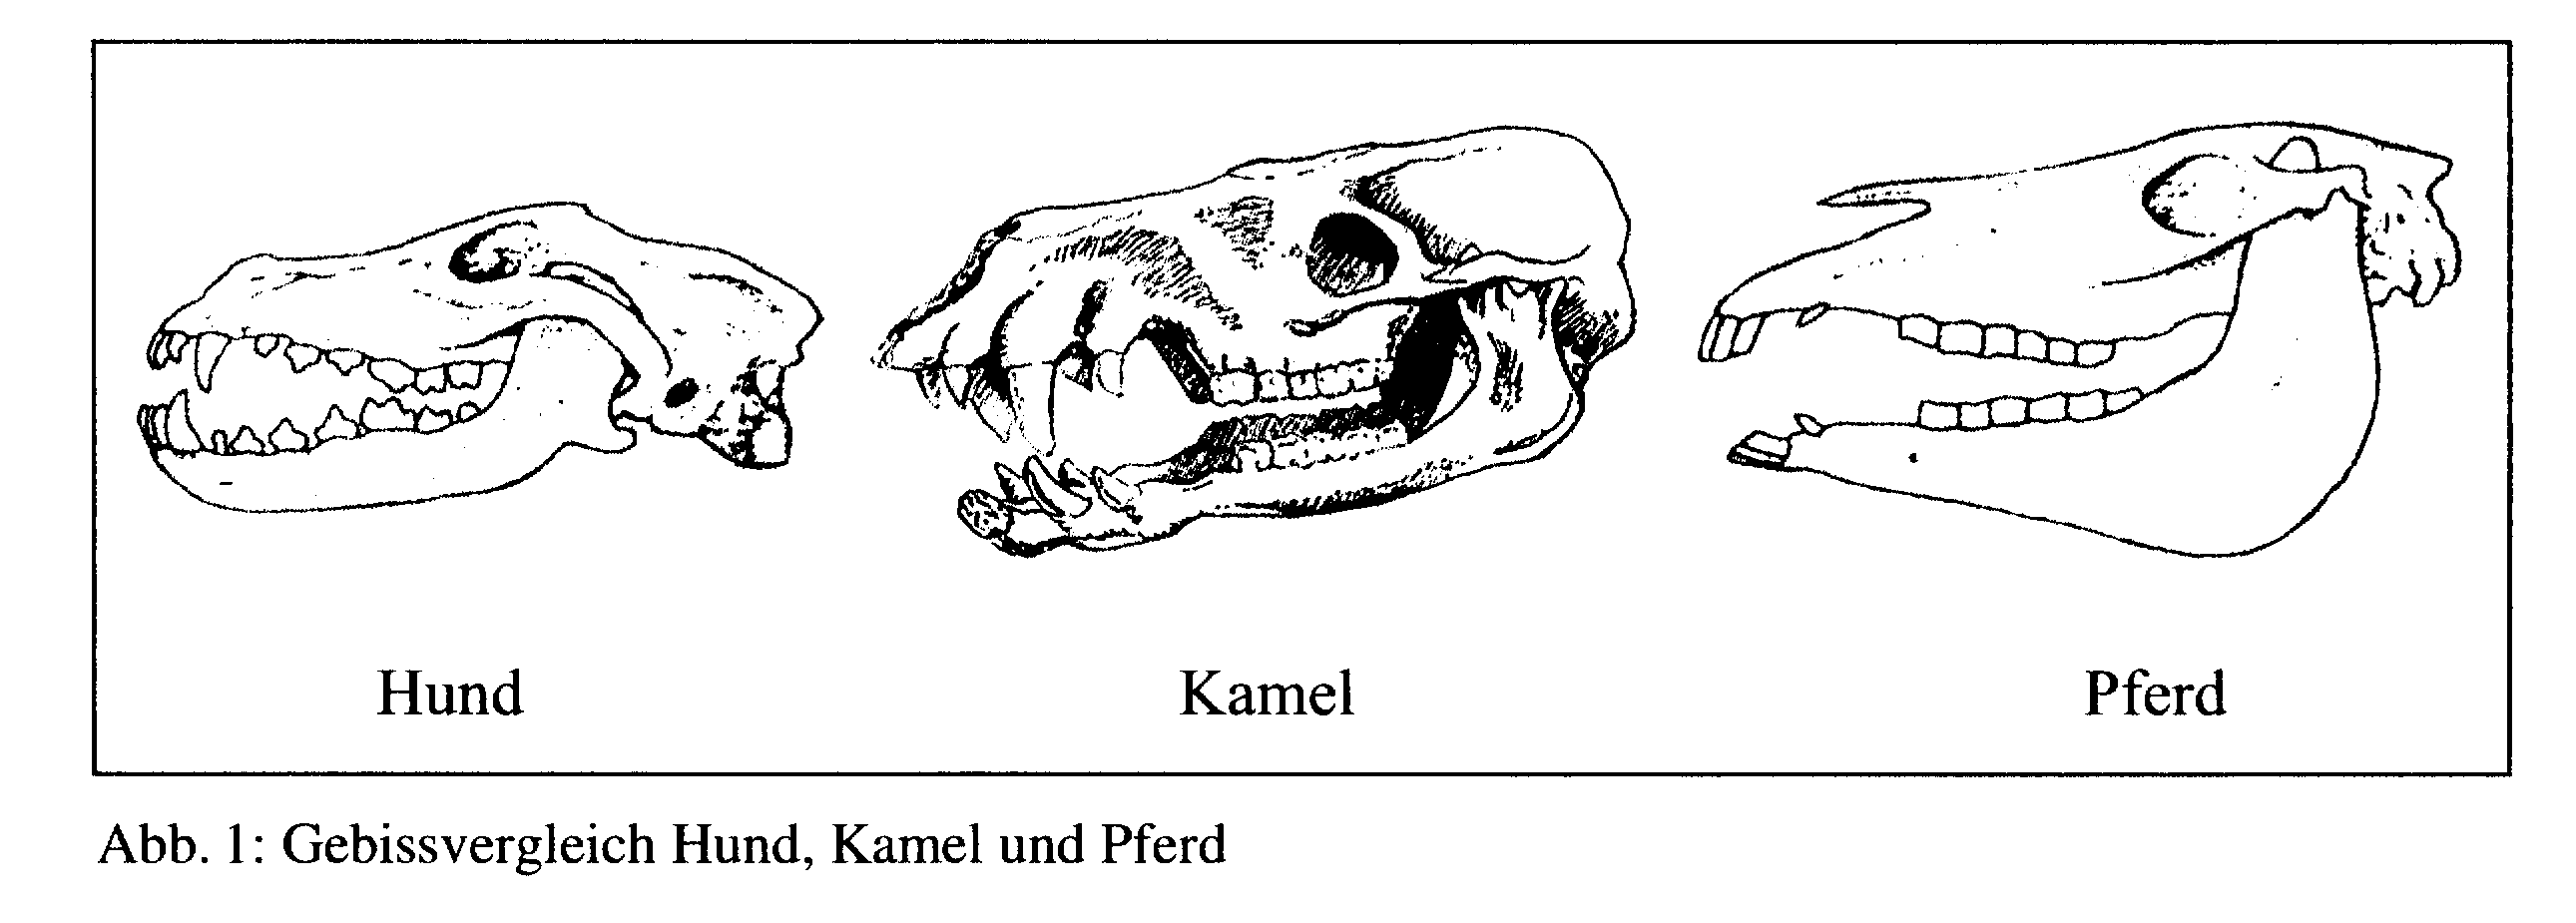 Hund
Kamel
Pferd
Abb. 1: Gebissvergleich Hund, Kamel und Pferd